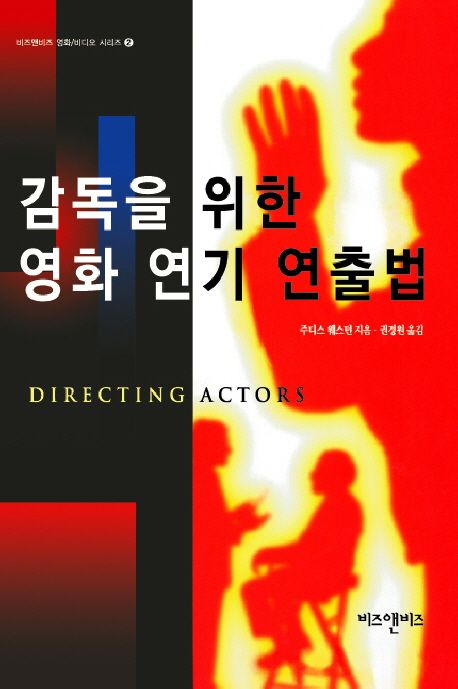 비즈앤비즈 영화/비디오 시리즈 2
감독을 위한
영화 연기 연출법
주디스 웨스턴 지음 - 권경원 옮김
DIRECTING ACTORS
비즈앤비즈